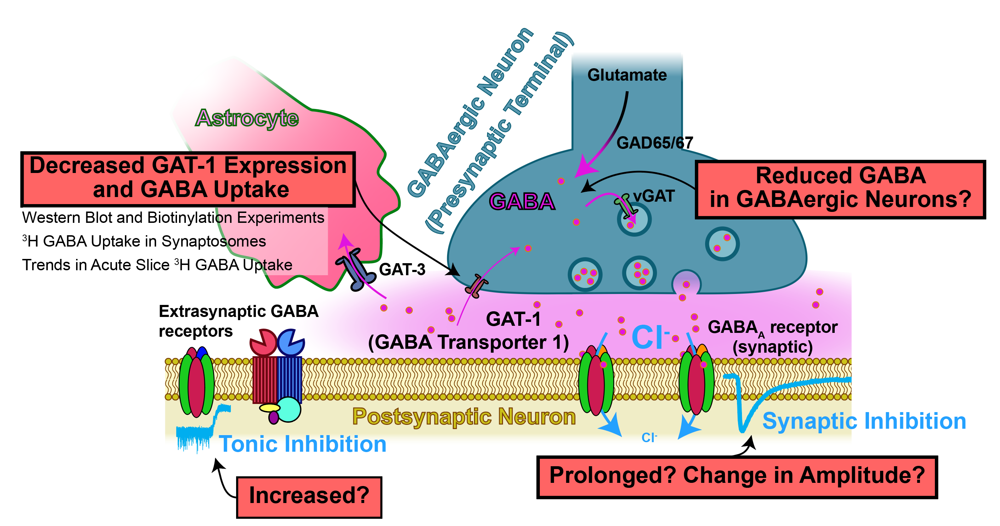 GABAergic Neuron
(Presynaptic Terminal)
Glutamate
Astrocyte
GAD65/67
Decreased GAT-1 Expression
and GABA Uptake
Reduced GABA
in GABAergic Neurons?
GABA
vGAT
Western Blot and Biotinylation Experiments
³H GABA Uptake in Synaptosomes
Trends in Acute Slice ³H GABA Uptake
GAT-3
Extrasynaptic GABA
receptors
GAT-1
(GABA Transporter 1)
Cl⁻
GABA_A receptor
(synaptic)
Postsynaptic Neuron
Synaptic Inhibition
Cl⁻
Tonic Inhibition
Prolonged? Change in Amplitude?
Increased?